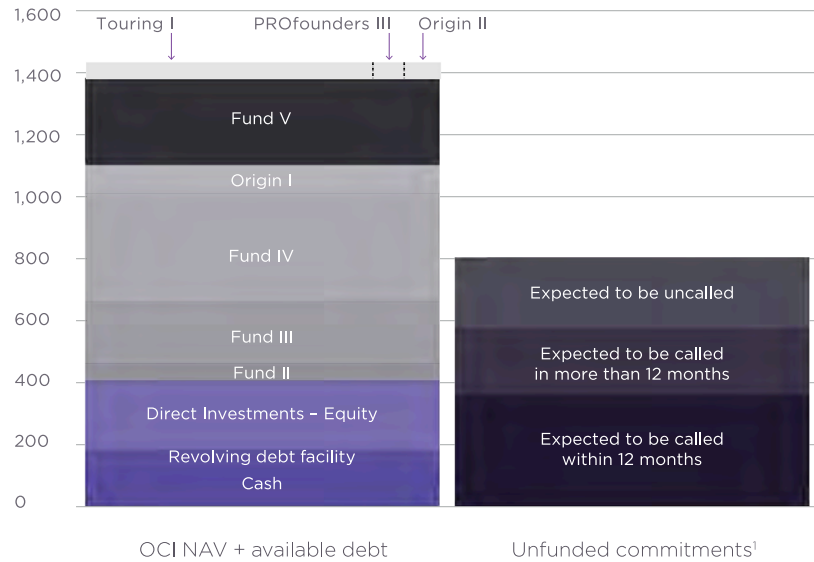 1,600
Touring I
PROfounders III
Origin II
1,400
Fund V
1,200
Origin I
1,000
Fund IV
800
Expected to be uncalled
600
Fund III
Expected to be called
in more than 12 months
Fund II
400
Direct Investments – Equity
Expected to be called
within 12 months
200
Revolving debt facility
Cash
0
OCI NAV + available debt
Unfunded commitments¹